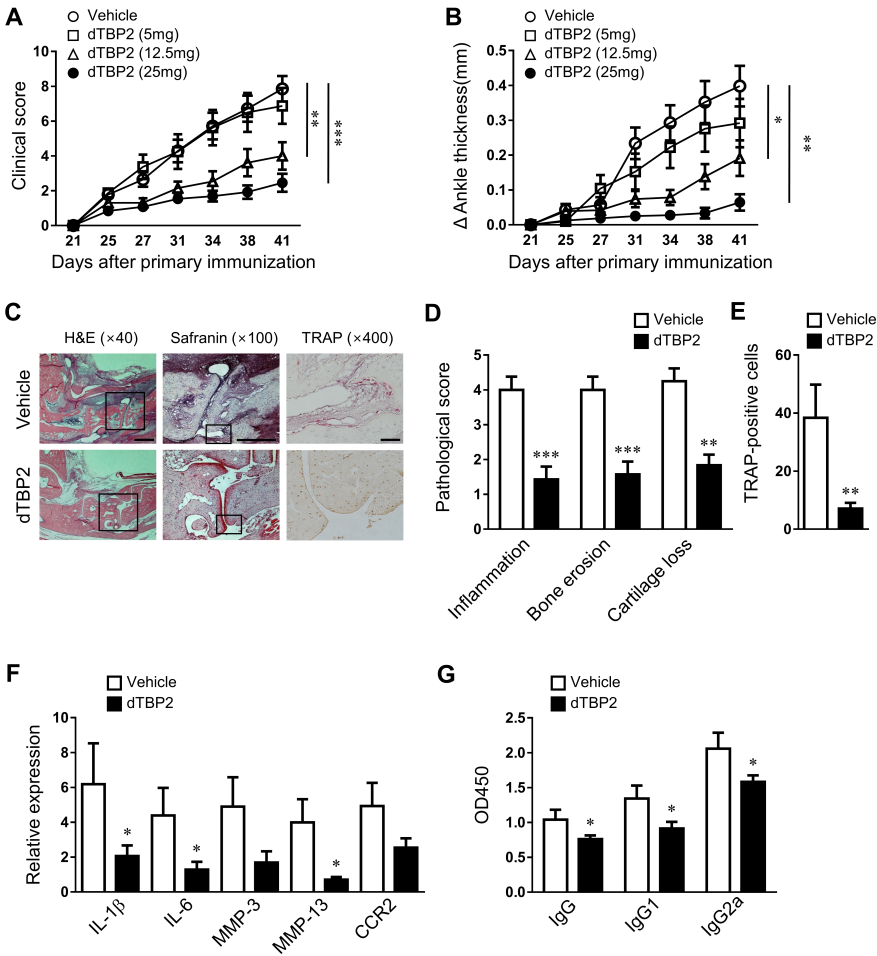 A
Vehicle
dTBP2 (5mg)
dTBP2 (12.5mg)
dTBP2 (25mg)
Clinical score
10
8
6
4
2
0
21 25 27 31 34 38 41
Days after primary immunization
**
***
B
Vehicle
dTBP2 (5mg)
dTBP2 (12.5mg)
dTBP2 (25mg)
Δ Ankle thickness(mm)
0.5
0.4
0.3
0.2
0.1
0.0
21 25 27 31 34 38 41
Days after primary immunization
*
**
C
H&E (×40) Safranin (×100) TRAP (×400)
Vehicle
dTBP2
D
Vehicle
dTBP2
Pathological score
5
4
3
2
1
0
*** *** **
Inflammation
Bone erosion
Cartilage loss
E
Vehicle
dTBP2
TRAP-positive cells
60
40
20
0
**
F
Vehicle
dTBP2
Relative expression
10
8
6
4
2
0
* * *
IL-1β
IL-6
MMP-3
MMP-13
CCR2
G
Vehicle
dTBP2
OD450
2.5
2.0
1.5
1.0
0.5
0.0
* * *
IgG
IgG1
IgG2a